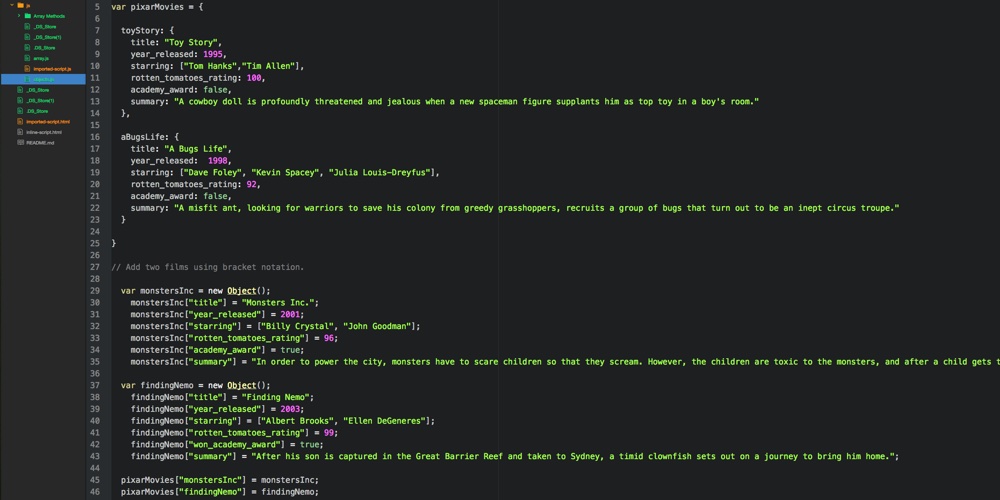 js
Array Methods
_DS_Store
_DS_Store(1)
.DS_Store
array.js
imported-script.js
_DS_Store
_DS_Store(1)
.DS_Store
imported-script.html
inline-script.html
README.md
5 var pixarMovies = {
6
7 toyStory: {
8 title: "Toy Story",
9 year_released: 1995,
10 starring: ["Tom Hanks","Tim Allen"],
11 rotten_tomatoes_rating: 100,
12 academy_award: false,
13 summary: "A cowboy doll is profoundly threatened and jealous when a new spaceman figure supplants him as top toy in a boy's room."
14 },
15
16 aBugsLife: {
17 title: "A Bugs Life",
18 year_released:  1998,
19 starring: ["Dave Foley", "Kevin Spacey", "Julia Louis-Dreyfus"],
20 rotten_tomatoes_rating: 92,
21 academy_award: false,
22 summary: "A misfit ant, looking for warriors to save his colony from greedy grasshoppers, recruits a group of bugs that turn out to be an inept circus troupe."
23 }
24
25 }
26
27 // Add two films using bracket notation.
28
29 var monstersInc = new Object();
30 monstersInc["title"] = "Monsters Inc.";
31 monstersInc["year_released"] = 2001;
32 monstersInc["starring"] = ["Billy Crystal", "John Goodman"];
33 monstersInc["rotten_tomatoes_rating"] = 96;
34 monstersInc["academy_award"] = true;
35 monstersInc["summary"] = "In order to power the city, monsters have to scare children so that they scream. However, the children are toxic to the monsters, and after a child gets t
36
37 var findingNemo = new Object();
38 findingNemo["title"] = "Finding Nemo";
39 findingNemo["year_released"] = 2003;
40 findingNemo["starring"] = ["Albert Brooks", "Ellen DeGeneres"];
41 findingNemo["rotten_tomatoes_rating"] = 99;
42 findingNemo["won_academy_award"] = true;
43 findingNemo["summary"] = "After his son is captured in the Great Barrier Reef and taken to Sydney, a timid clownfish sets out on a journey to bring him home.";
44
45 pixarMovies["monstersInc"] = monstersInc;
46 pixarMovies["findingNemo"] = findingNemo;